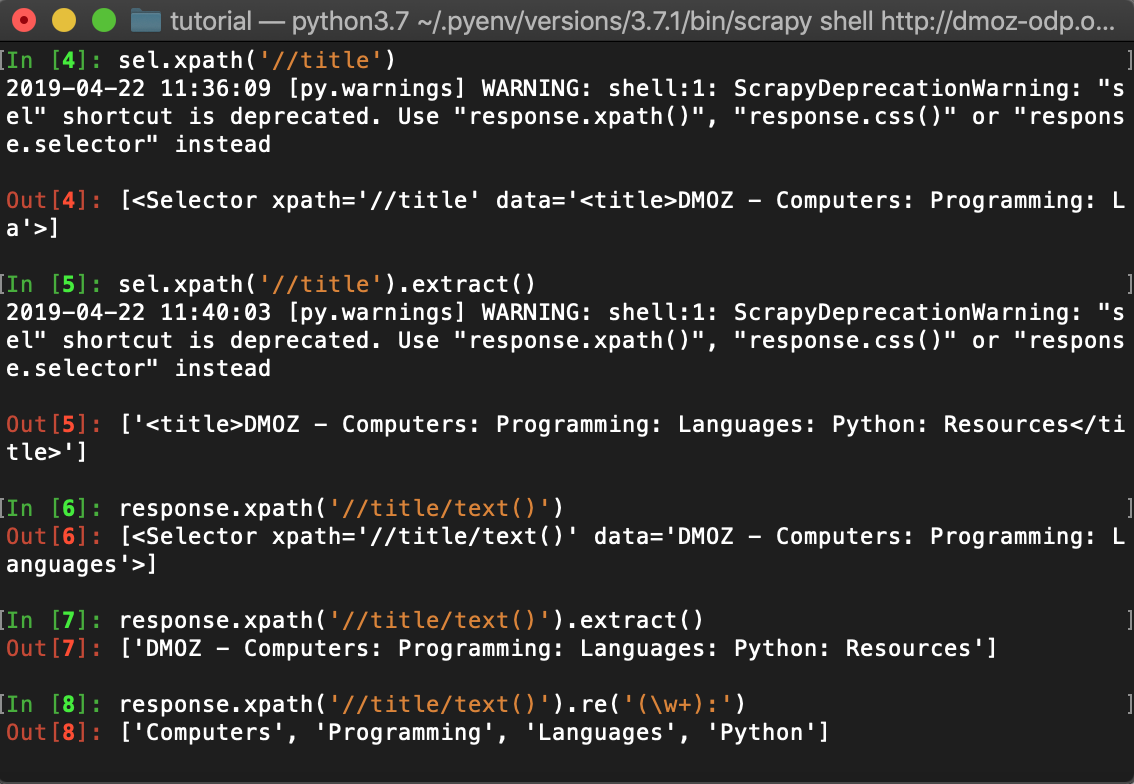 tutorial — python3.7 ~/.pyenv/versions/3.7.1/bin/scrapy shell http://dmoz-odp.o...
[In [4]: sel.xpath('//title') ]
2019-04-22 11:36:09 [py.warnings] WARNING: shell:1: ScrapyDeprecationWarning: "s
el" shortcut is deprecated. Use "response.xpath()", "response.css()" or "respons
e.selector" instead
Out[4]: [<Selector xpath='//title' data='<title>DMOZ - Computers: Programming: L
a'>]
[In [5]: sel.xpath('//title').extract() ]
2019-04-22 11:40:03 [py.warnings] WARNING: shell:1: ScrapyDeprecationWarning: "s
el" shortcut is deprecated. Use "response.xpath()", "response.css()" or "respons
e.selector" instead
Out[5]: ['<title>DMOZ - Computers: Programming: Languages: Python: Resources</ti
tle>']
[In [6]: response.xpath('//title/text()') ]
Out[6]: [<Selector xpath='//title/text()' data='DMOZ - Computers: Programming: L
anguages'>]
[In [7]: response.xpath('//title/text()').extract() ]
Out[7]: ['DMOZ - Computers: Programming: Languages: Python: Resources']
[In [8]: response.xpath('//title/text()').re('(\w+):') ]
Out[8]: ['Computers', 'Programming', 'Languages', 'Python']